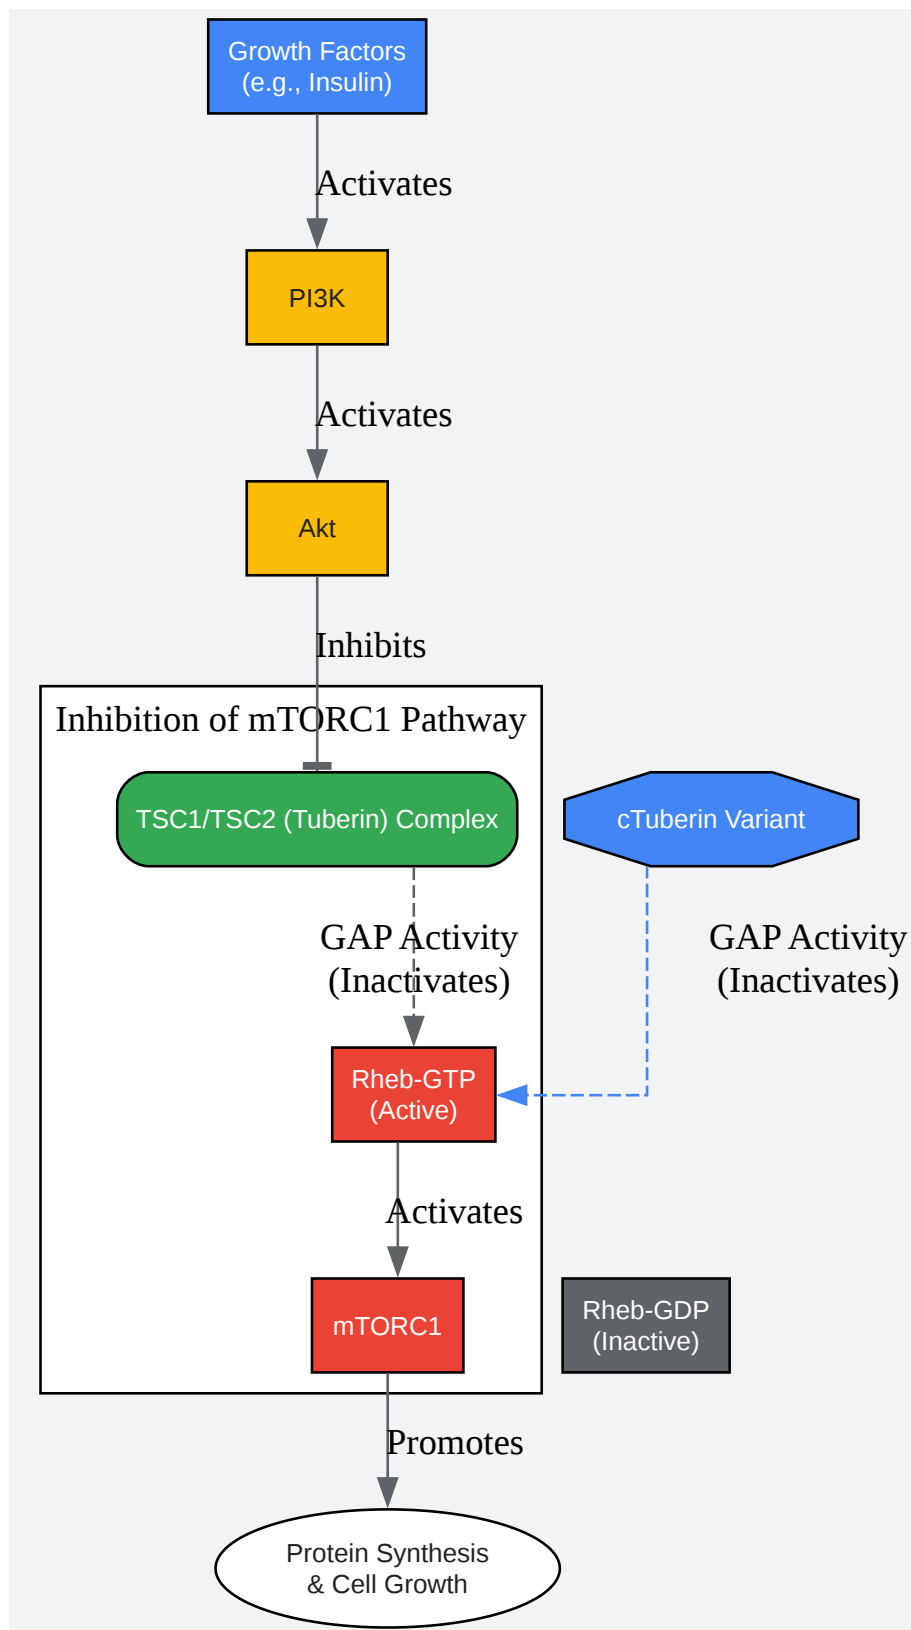 Growth Factors
(e.g., Insulin)
Activates
PI3K
Activates
Akt
Inhibits
Inhibition of mTORC1 Pathway
TSC1/TSC2 (Tuberin) Complex
cTuberin Variant
GAP Activity
(Inactivates)
GAP Activity
(Inactivates)
Rheb-GTP
(Active)
Activates
mTORC1
Rheb-GDP
(Inactive)
Promotes
Protein Synthesis
& Cell Growth